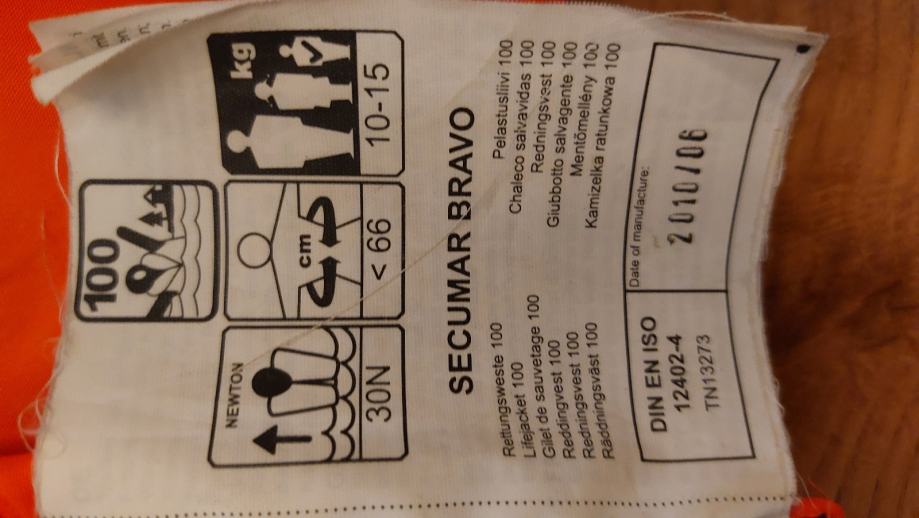 100
NEWTON
30N
cm
< 66
kg
10-15
SECUMAR BRAVO
Rettungsweste 100
Lifejacket 100
Gilet de sauvetage 100
Reddingvest 100
Redningsvest 100
Räddningsväst 100
Pelastusliivi 100
Chaleco salvavidas 100
Redningsvest 100
Giubbotto salvagente 100
Mentőmellény 100
Kamizelka ratunkowa 100
DIN EN ISO
12402-4
TN13273
Date of manufacture:
2010/06